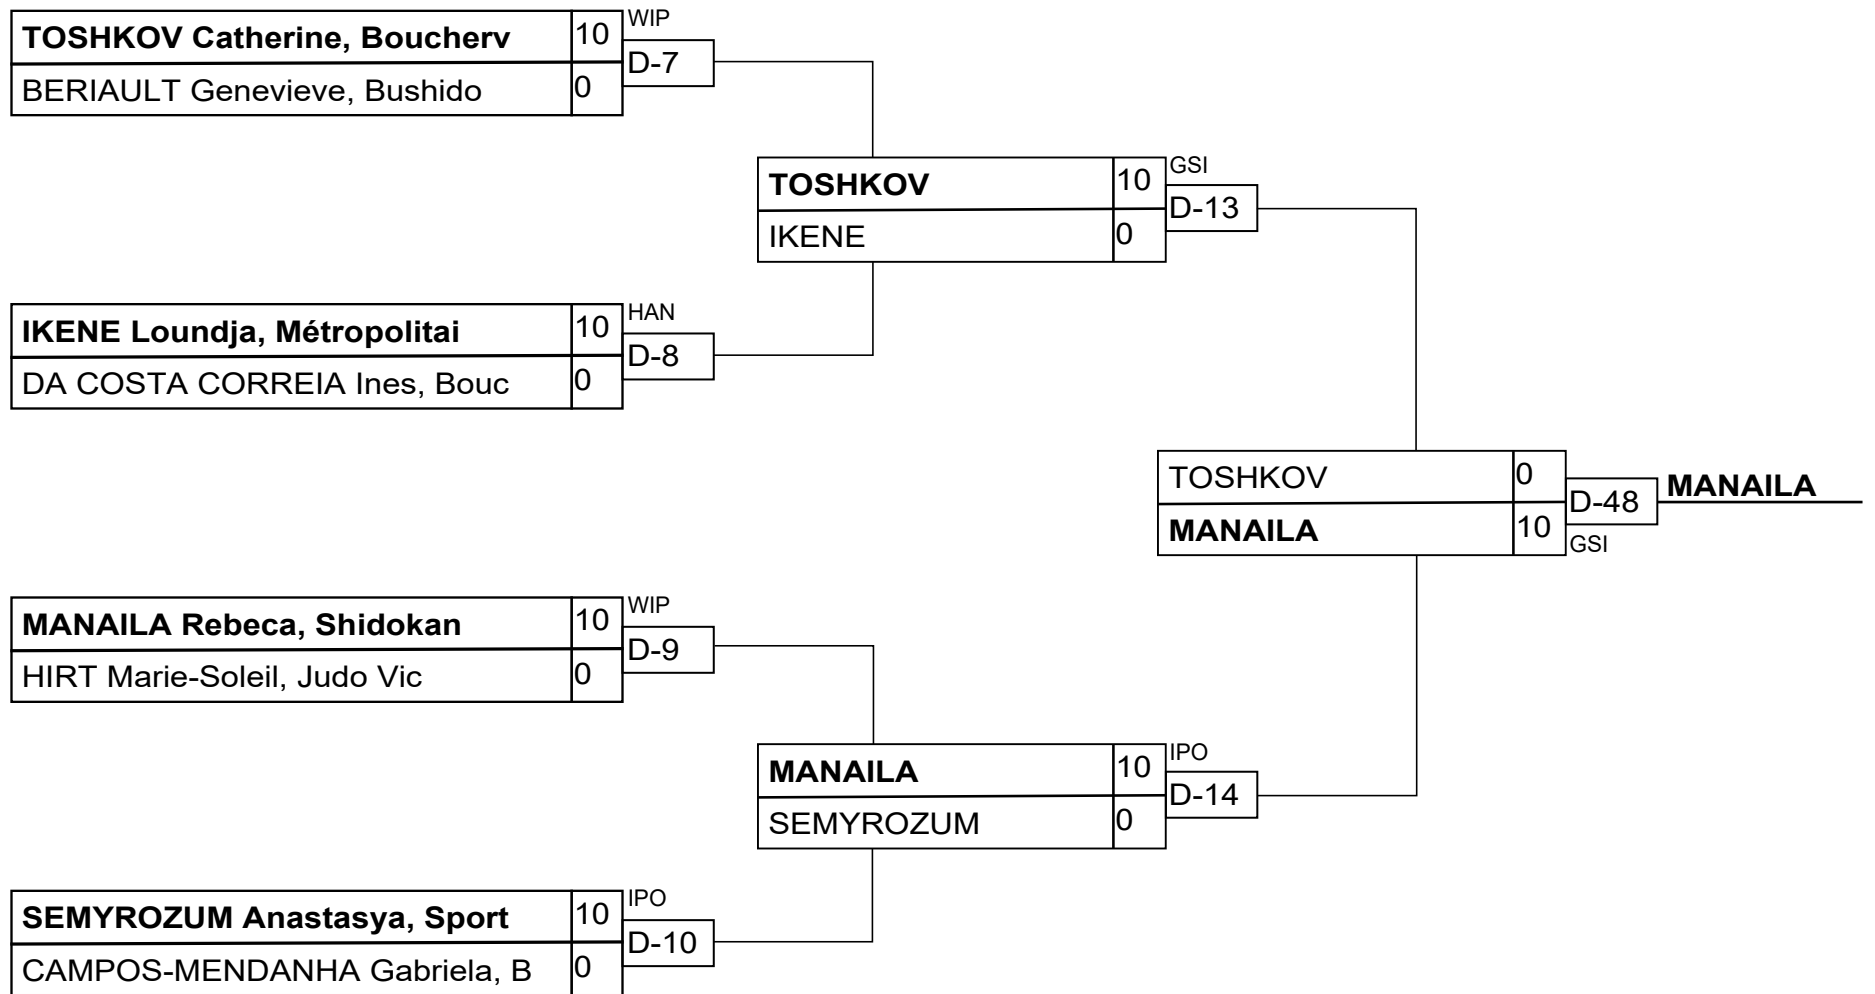 TOSHKOV Catherine, Boucherv 10 WIP
D-7
BERIAULT Genevieve, Bushido 0
TOSHKOV 10 GSI
D-13
IKENE 0
IKENE Loundja, Métropolitai 10 HAN
D-8
DA COSTA CORREIA Ines, Bouc 0
TOSHKOV 0
D-48 MANAILA
MANAILA 10 GSI
MANAILA Rebeca, Shidokan 10 WIP
D-9
HIRT Marie-Soleil, Judo Vic 0
MANAILA 10 IPO
D-14
SEMYROZUM 0
SEMYROZUM Anastasya, Sport 10 IPO
D-10
CAMPOS-MENDANHA Gabriela, B 0